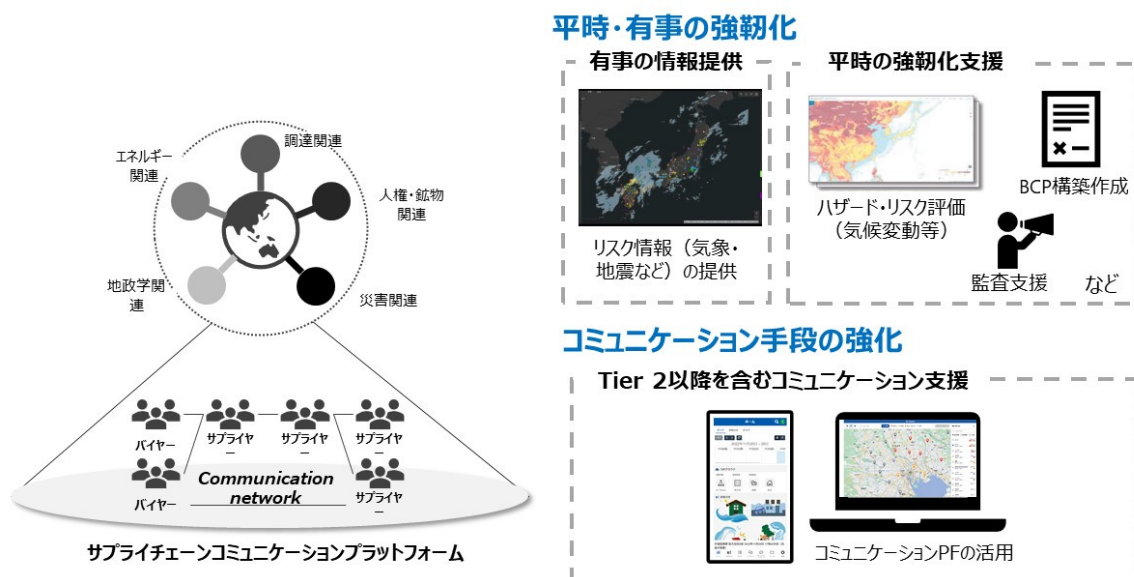 調達関連
エネルギー
関連
人権・鉱物
関連
地政学関
連
災害関連
バイヤー
サプライヤ
ー
サプライヤ
ー
サプライヤ
ー
バイヤー
Communication
network
サプライヤ
ー
サプライチェーンコミュニケーションプラットフォーム
平時・有事の強靭化
有事の情報提供
リスク情報（気象・
地震など）の提供
平時の強靭化支援
ハザード・リスク評価
（気候変動等）
BCP構築作成
監査支援
など
コミュニケーション手段の強化
Tier 2以降を含むコミュニケーション支援
コミュニケーションPFの活用